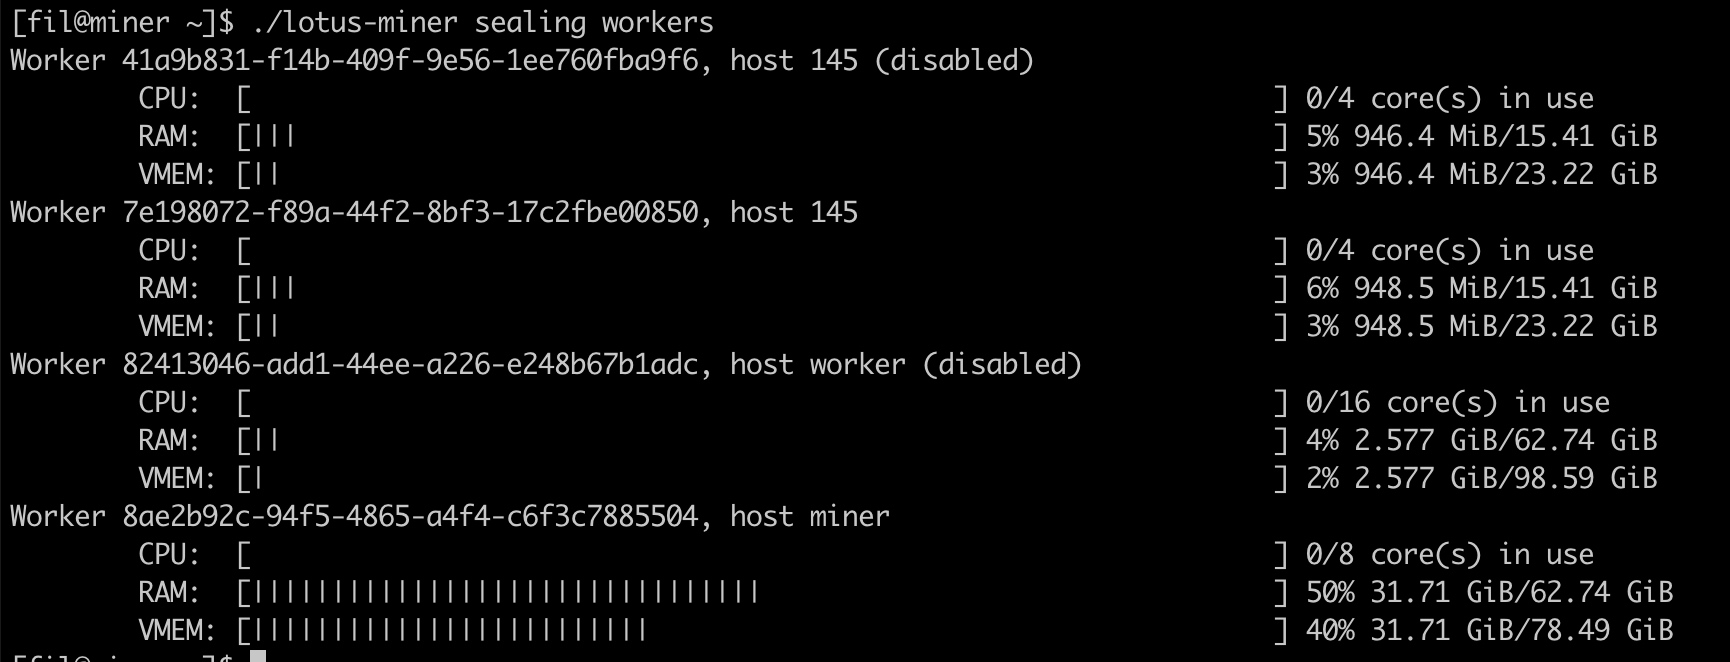 [fil@miner ~]$ ./lotus-miner sealing workers
Worker 41a9b831-f14b-409f-9e56-1ee760fba9f6, host 145 (disabled)
        CPU:  [                                                                ] 0/4 core(s) in use
        RAM:  [|||                                                             ] 5% 946.4 MiB/15.41 GiB
        VMEM: [||                                                              ] 3% 946.4 MiB/23.22 GiB
Worker 7e198072-f89a-44f2-8bf3-17c2fbe00850, host 145
        CPU:  [                                                                ] 0/4 core(s) in use
        RAM:  [|||                                                             ] 6% 948.5 MiB/15.41 GiB
        VMEM: [||                                                              ] 3% 948.5 MiB/23.22 GiB
Worker 82413046-add1-44ee-a226-e248b67b1adc, host worker (disabled)
        CPU:  [                                                                ] 0/16 core(s) in use
        RAM:  [||                                                              ] 4% 2.577 GiB/62.74 GiB
        VMEM: [|                                                               ] 2% 2.577 GiB/98.59 GiB
Worker 8ae2b92c-94f5-4865-a4f4-c6f3c7885504, host miner
        CPU:  [                                                                ] 0/8 core(s) in use
        RAM:  [||||||||||||||||||||||||||||||||                                ] 50% 31.71 GiB/62.74 GiB
        VMEM: [|||||||||||||||||||||||||                                       ] 40% 31.71 GiB/78.49 GiB
[fil@miner ~]$